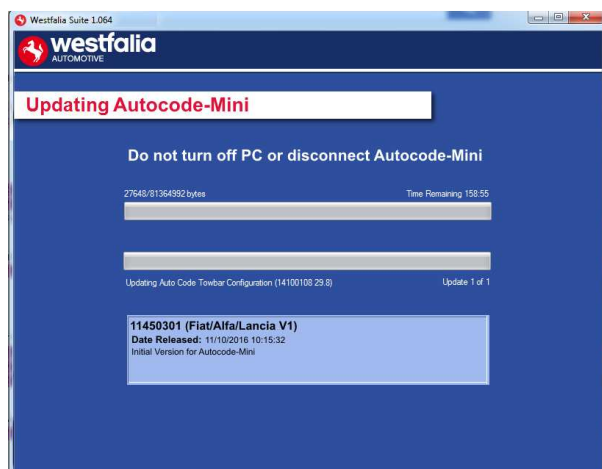 Westfalia Suite 1.064
westfalia
AUTOMOTIVE
Updating Autocode-Mini
Do not turn off PC or disconnect Autocode-Mini
27648/81364992 bytes Time Remaining 158:55
Updating Auto Code Towbar Configuration (14100108 29.8) Update 1 of 1
11450301 (Fiat/Alfa/Lancia V1)
Date Released: 11/10/2016 10:15:32
Initial Version for Autocode-Mini